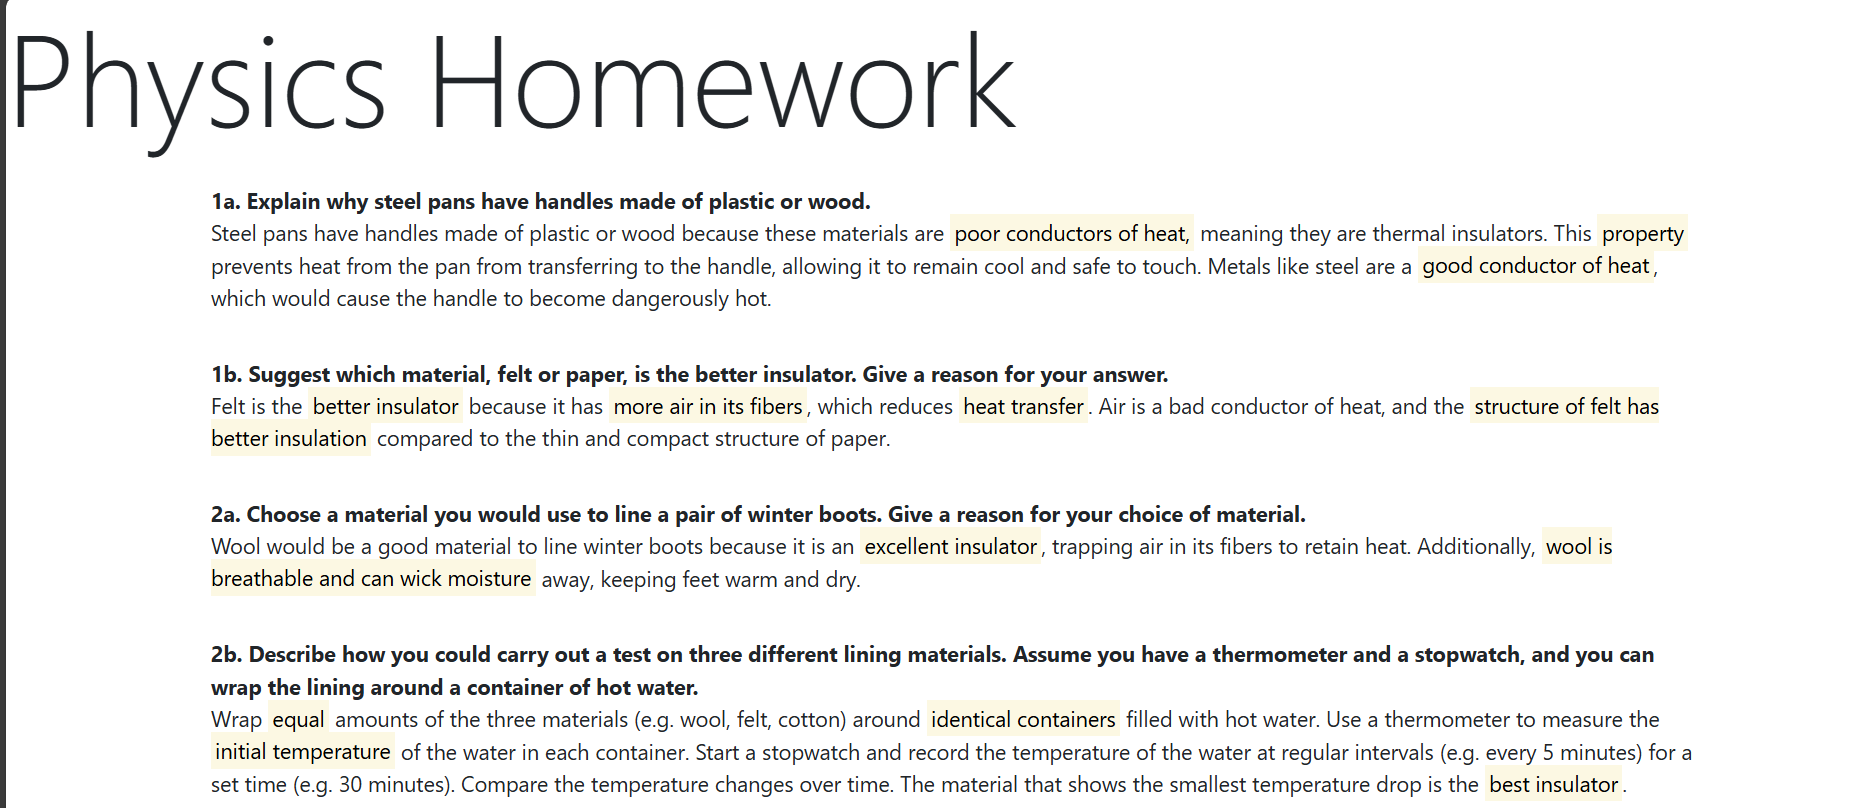 Physics Homework
1a. Explain why steel pans have handles made of plastic or wood.
Steel pans have handles made of plastic or wood because these materials are poor conductors of heat, meaning they are thermal insulators. This property
prevents heat from the pan from transferring to the handle, allowing it to remain cool and safe to touch. Metals like steel are a good conductor of heat,
which would cause the handle to become dangerously hot.
1b. Suggest which material, felt or paper, is the better insulator. Give a reason for your answer.
Felt is the better insulator because it has more air in its fibers, which reduces heat transfer. Air is a bad conductor of heat, and the structure of felt has
better insulation compared to the thin and compact structure of paper.
2a. Choose a material you would use to line a pair of winter boots. Give a reason for your choice of material.
Wool would be a good material to line winter boots because it is an excellent insulator, trapping air in its fibers to retain heat. Additionally, wool is
breathable and can wick moisture away, keeping feet warm and dry.
2b. Describe how you could carry out a test on three different lining materials. Assume you have a thermometer and a stopwatch, and you can
wrap the lining around a container of hot water.
Wrap equal amounts of the three materials (e.g. wool, felt, cotton) around identical containers filled with hot water. Use a thermometer to measure the
initial temperature of the water in each container. Start a stopwatch and record the temperature of the water at regular intervals (e.g. every 5 minutes) for a
set time (e.g. 30 minutes). Compare the temperature changes over time. The material that shows the smallest temperature drop is the best insulator.